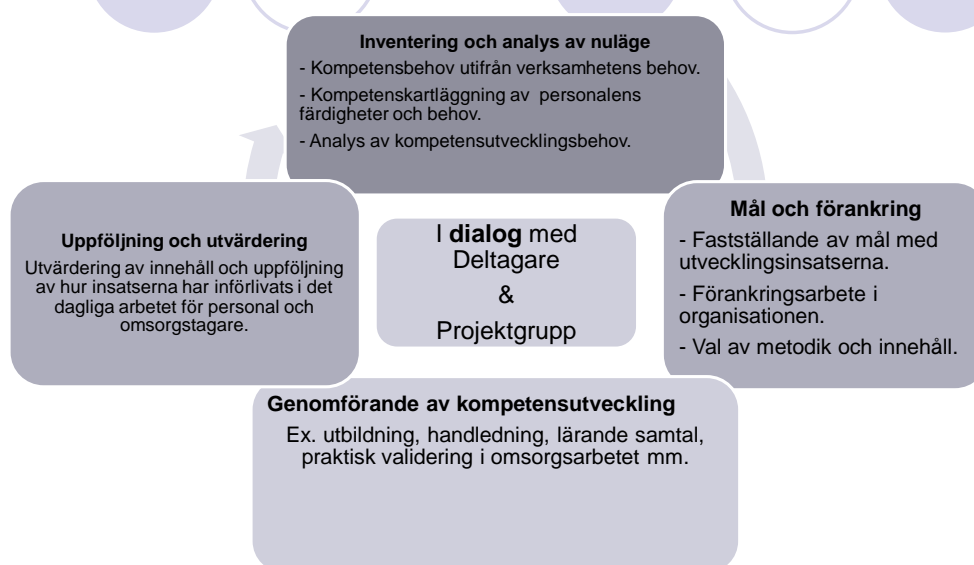 Inventering och analys av nuläge
- Kompetensbehov utifrån verksamhetens behov.
- Kompetenskartläggning av personalens
färdigheter och behov.
- Analys av kompetensutvecklingsbehov.
Mål och förankring
- Fastställande av mål med
utvecklingsinsatserna.
- Förankringsarbete i
organisationen.
- Val av metodik och innehåll.
Genomförande av kompetensutveckling
Ex. utbildning, handledning, lärande samtal,
praktisk validering i omsorgsarbetet mm.
Uppföljning och utvärdering
Utvärdering av innehåll och uppföljning
av hur insatserna har införlivats i det
dagliga arbetet för personal och
omsorgstagare.
I dialog med
Deltagare
&
Projektgrupp